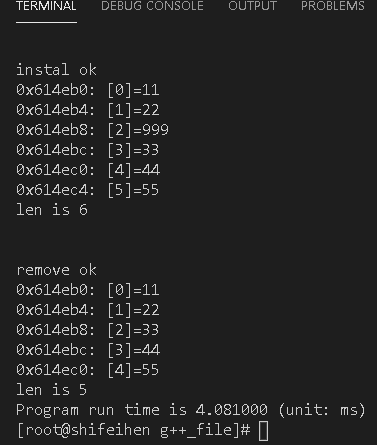 TERMINAL DEBUG CONSOLE OUTPUT PROBLEMS
instal ok
0x614eb0: [0]=11
0x614eb4: [1]=22
0x614eb8: [2]=999
0x614ebc: [3]=33
0x614ec0: [4]=44
0x614ec4: [5]=55
len is 6
remove ok
0x614eb0: [0]=11
0x614eb4: [1]=22
0x614eb8: [2]=33
0x614ebc: [3]=44
0x614ec0: [4]=55
len is 5
Program run time is 4.081000 (unit: ms)
[root@shifeihen g++_file]#